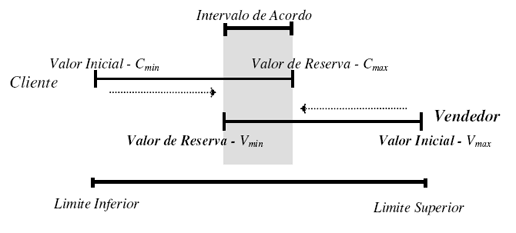 Intervalo de Acordo
Valor Inicial - Cmin
Valor de Reserva - Cmax
Cliente
Vendedor
Valor de Reserva - Vmin
Valor Inicial - Vmax
Limite Inferior
Limite Superior